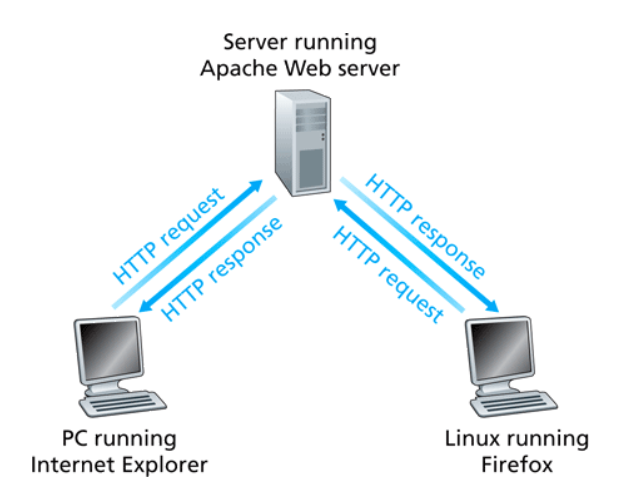 Server running
Apache Web server
HTTP request
HTTP response
HTTP response
HTTP request
PC running
Internet Explorer
Linux running
Firefox